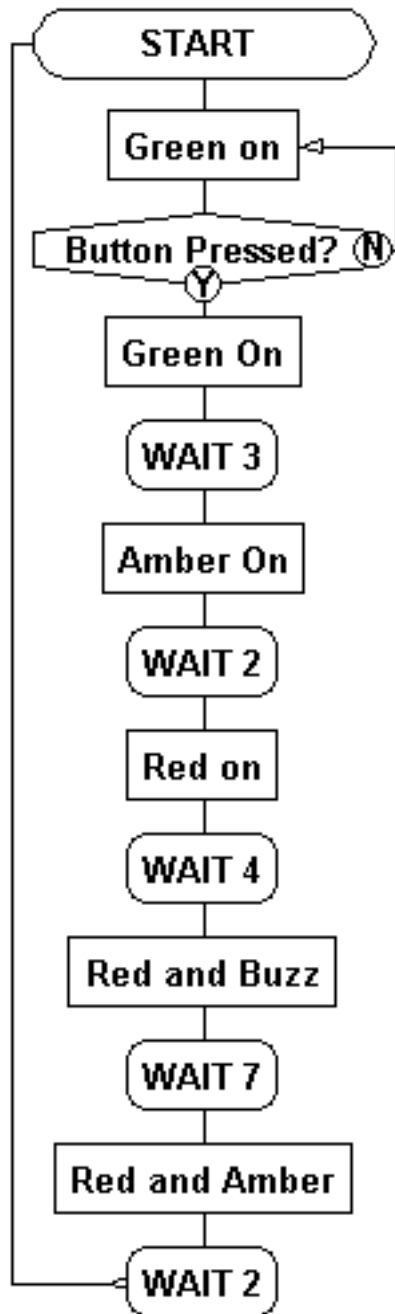 START
Green on
Button Pressed? N
Y
Green On
WAIT 3
Amber On
WAIT 2
Red on
WAIT 4
Red and Buzz
WAIT 7
Red and Amber
WAIT 2